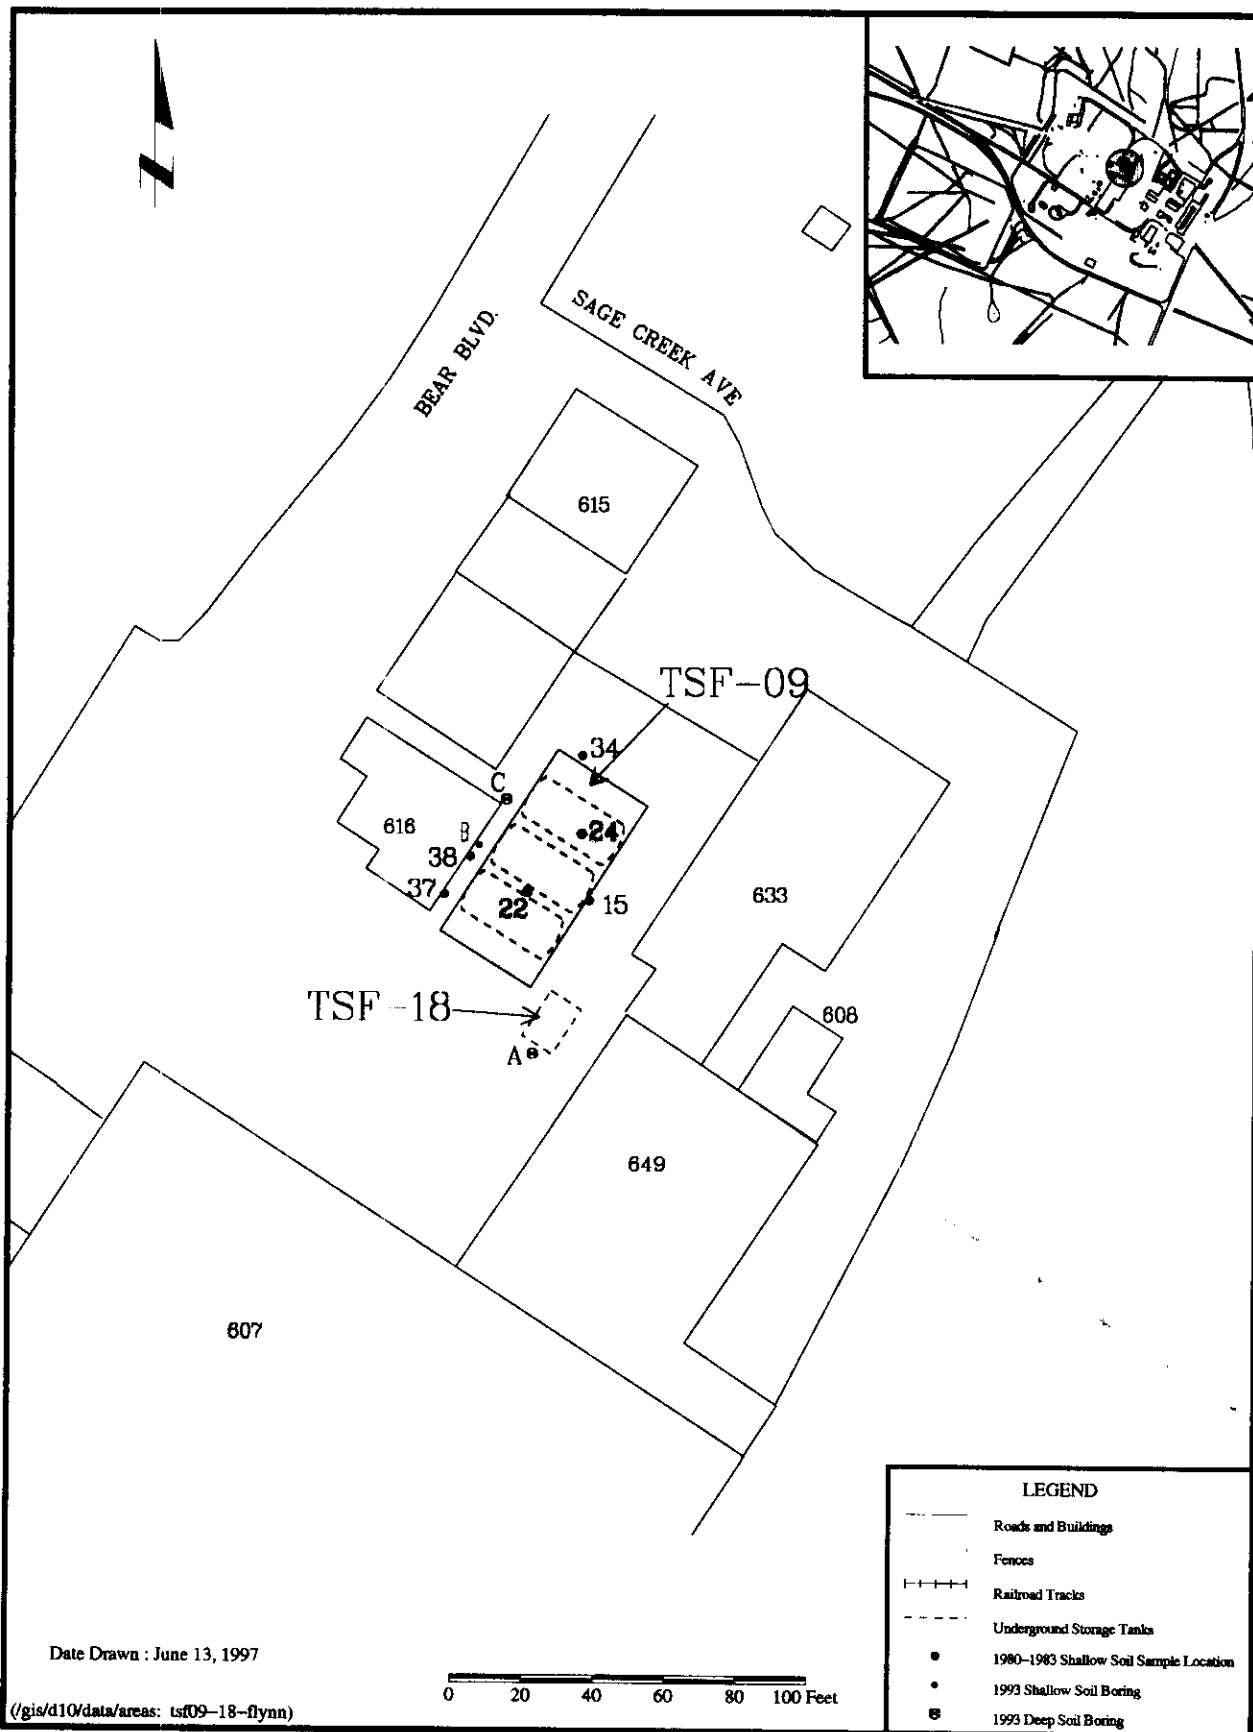 BEAR BLVD.
SAGE CREEK AVE
615
TSF-09
34
C
616
B
24
38
37
22
15
633
TSF-18
608
A
649
607
LEGEND
Roads and Buildings
Fences
Railroad Tracks
Underground Storage Tanks
1980-1983 Shallow Soil Sample Location
1993 Shallow Soil Boring
1993 Deep Soil Boring
Date Drawn : June 13, 1997
0 20 40 60 80 100 Feet
(/gis/d10/data/areas: tsf09-18-flynn)